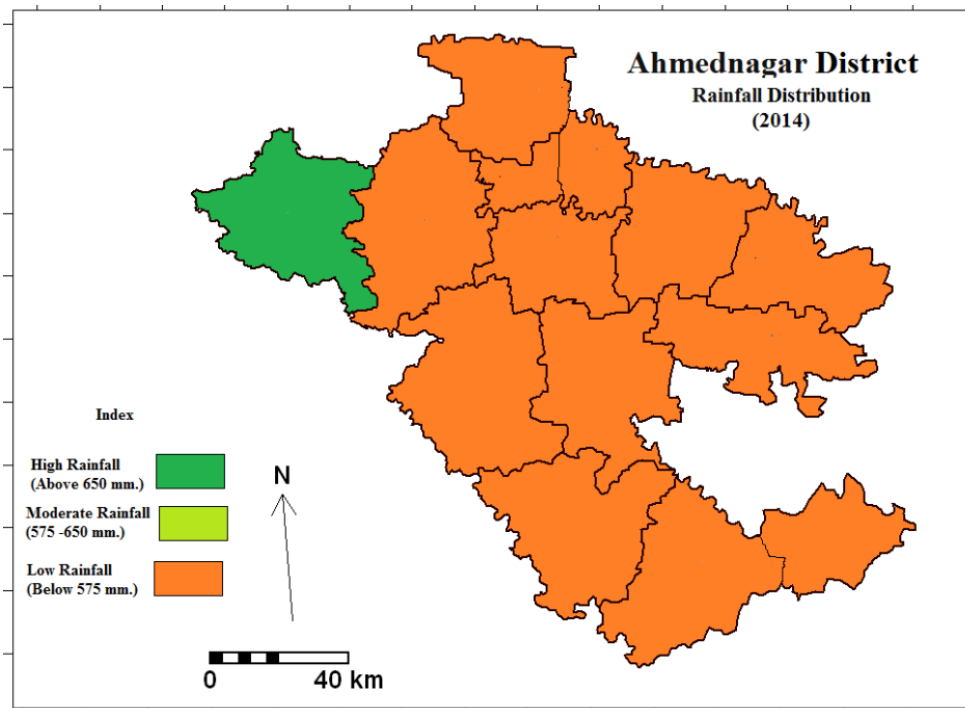 Ahmednagar District
Rainfall Distribution
(2014)
Index
High Rainfall
(Above 650 mm.)
Moderate Rainfall
(575 -650 mm.)
Low Rainfall
(Below 575 mm.)
N
0 40 km